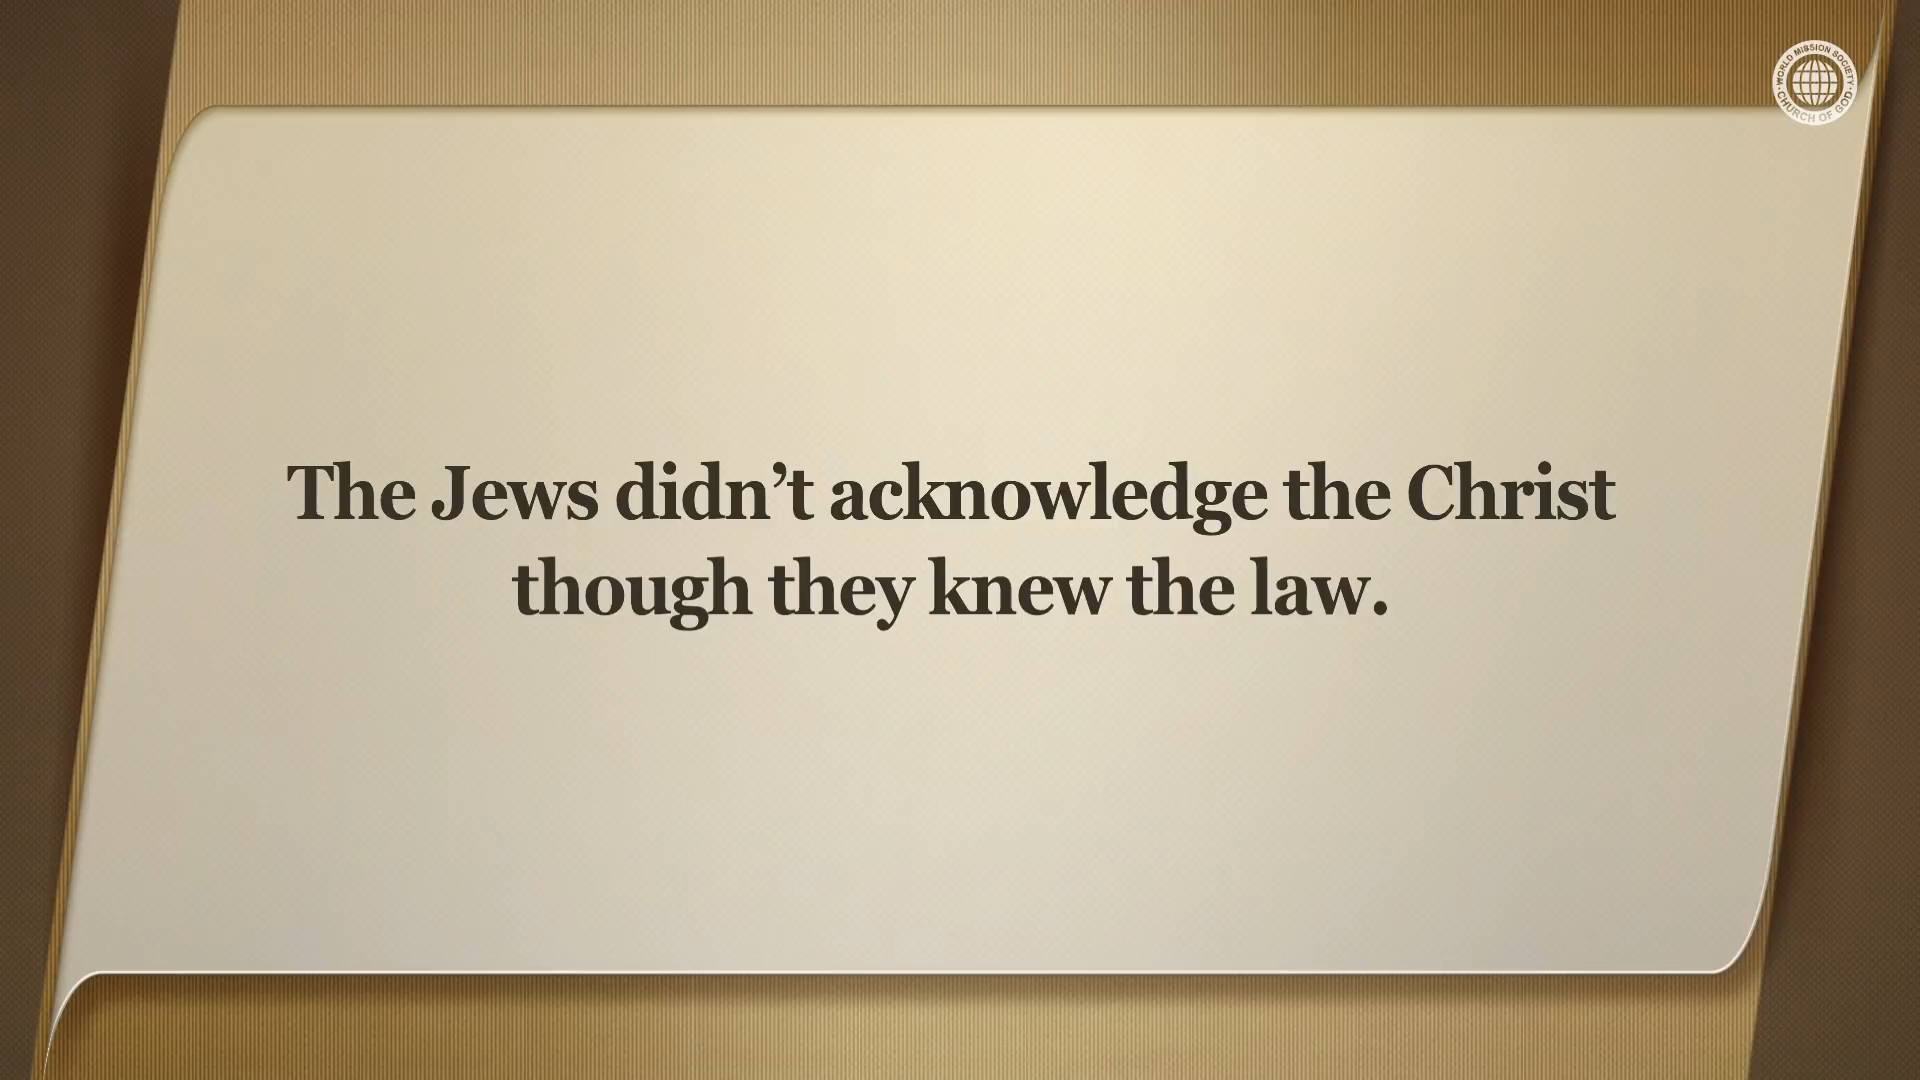 WORLD MISSION SOCIETY
CHURCH OF GOD
The Jews didn’t acknowledge the Christ
though they knew the law.